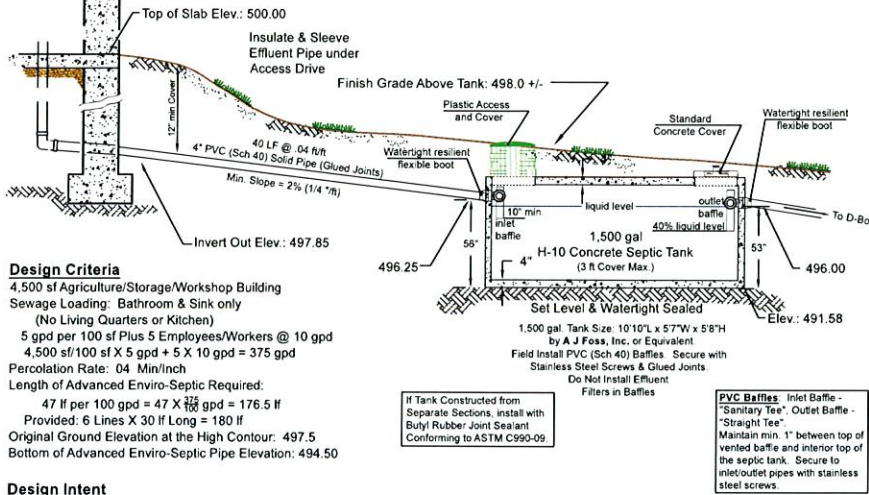 Top of Slab Elev.: 500.00
Insulate & Sleeve
Effluent Pipe under
Access Drive
Finish Grade Above Tank: 498.0 +/-
Plastic Access
and Cover
Standard
Concrete Cover
Watertight resilient
flexible boot
12" min Cover
40 LF @ .04 ft/ft
4" PVC (Sch 40) Solid Pipe (Glued Joints)
Min. Slope = 2% (1/4 "/ft)
Watertight resilient
flexible boot
Invert Out Elev.: 497.85
10" min.
inlet
baffle
liquid level
outlet
baffle
40% liquid level
To D-Bo
1,500 gal
H-10 Concrete Septic Tank
(3 ft Cover Max.)
56"
53"
4"
496.25
496.00
Elev.: 491.58
Set Level & Watertight Sealed
1,500 gal. Tank Size: 10'10"L x 5'7"W x 5'8"H
by A J Foss, Inc. or Equivalent
Field Install PVC (Sch 40) Baffles. Secure with
Stainless Steel Screws & Glued Joints.
Do Not Install Effluent
Filters in Baffles
Design Criteria
4,500 sf Agriculture/Storage/Workshop Building
Sewage Loading: Bathroom & Sink only
(No Living Quarters or Kitchen)
5 gpd per 100 sf Plus 5 Employees/Workers @ 10 gpd
4,500 sf/100 sf X 5 gpd + 5 X 10 gpd = 375 gpd
Percolation Rate: 04 Min/Inch
Length of Advanced Enviro-Septic Required:
47 lf per 100 gpd = 47 X 375/100 gpd = 176.5 lf
Provided: 6 Lines X 30 lf Long = 180 lf
Original Ground Elevation at the High Contour: 497.5
Bottom of Advanced Enviro-Septic Pipe Elevation: 494.50
Design Intent
If Tank Constructed from
Separate Sections, install with
Butyl Rubber Joint Sealant
Conforming to ASTM C990-09.
PVC Baffles: Inlet Baffle -
"Sanitary Tee", Outlet Baffle -
"Straight Tee".
Maintain min. 1" between top of
vented baffle and interior top of
the septic tank. Secure to
inlet/outlet pipes with stainless
steel screws.